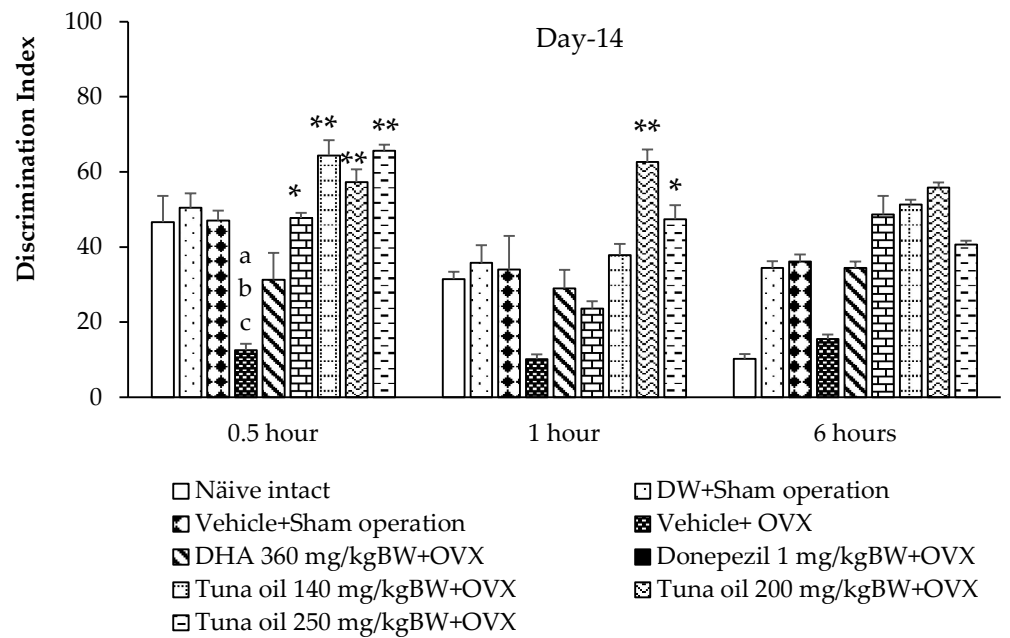 Day-14
Discrimination Index
100
80
60
40
20
0
a
b
c
*
**
**
**
**
*
0.5 hour
1 hour
6 hours
Näive intact
DW+Sham operation
Vehicle+Sham operation
Vehicle+ OVX
DHA 360 mg/kgBW+OVX
Donepezil 1 mg/kgBW+OVX
Tuna oil 140 mg/kgBW+OVX
Tuna oil 200 mg/kgBW+OVX
Tuna oil 250 mg/kgBW+OVX